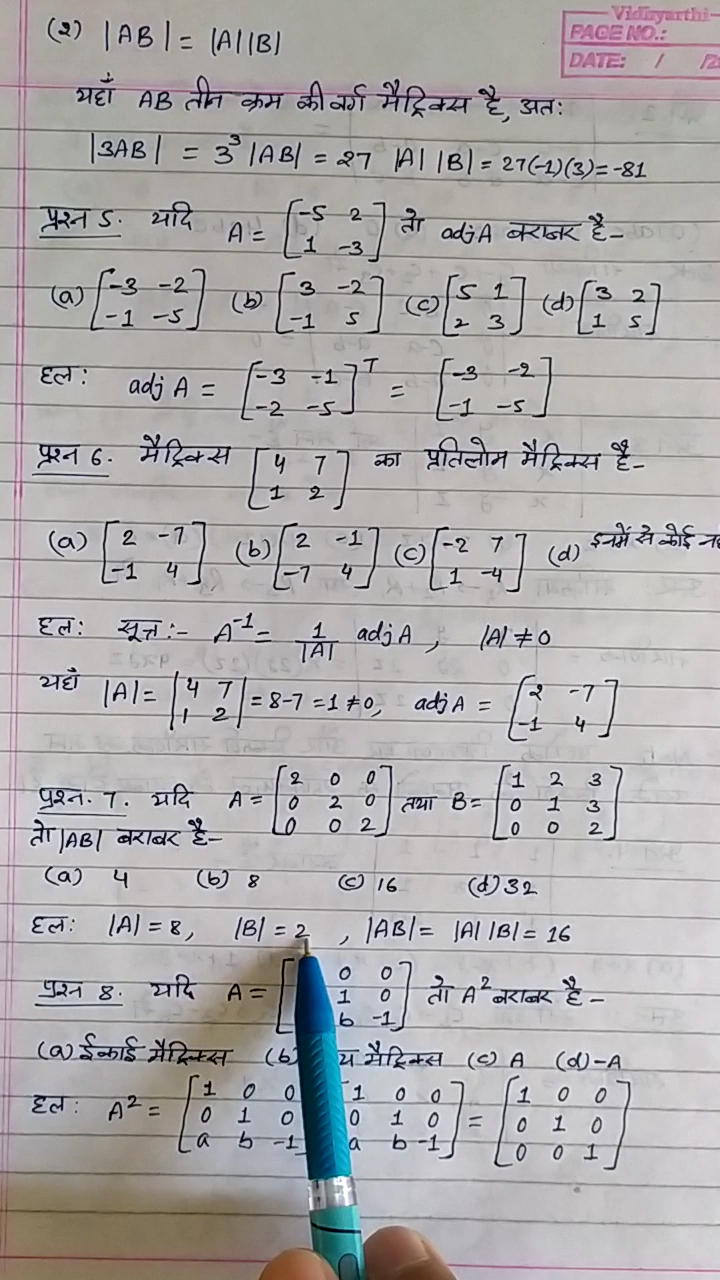 Vidhyarthi
PAGE NO.:
DATE: / /2
(2) |AB| = |A||B|
यहाँ AB तीन क्रम की वर्ग मैट्रिक्स है, अतः
|3AB| = 3³|AB| = 27 |A||B| = 27(-1)(3) = -81
प्रश्न 5. यदि A = [-5 2; 1 -3] तो adjA बराबर है-
(a) [-3 -2; -1 -5] (b) [3 -2; -1 5] (c) [5 1; 2 3] (d) [3 2; 1 5]
हल: adj A = [-3 -1; -2 -5]ᵀ = [-3 -2; -1 -5]
प्रश्न 6. मैट्रिक्स [4 7; 1 2] का प्रतिलोम मैट्रिक्स है-
(a) [2 -7; -1 4] (b) [2 -1; -7 4] (c) [-2 7; 1 -4] (d) इनमें से कोई
हल: सूत्र:- A⁻¹ = 1/|A| adj A, |A| ≠ 0
यहाँ |A| = |4 7; 1 2| = 8-7 = 1 ≠ 0, adj A = [2 -7; -1 4]
प्रश्न. 7. यदि A = [2 0 0; 0 2 0; 0 0 2] तथा B = [1 2 3; 0 1 3; 0 0 2]
तो |AB| बराबर है-
(a) 4 (b) 8 (c) 16 (d) 32
हल: |A| = 8, |B| = 2, |AB| = |A||B| = 16
प्रश्न 8. यदि A = [0 0; 1 0; b -1] तो A² बराबर है-
(a) ईकाई मैट्रिक्स (b) मैट्रिक्स (c) A (d) -A
हल: A² = [1 0 0; 0 1 0; a b -1] [1 0 0; 0 1 0; a b -1] = [1 0 0; 0 1 0; 0 0 1]